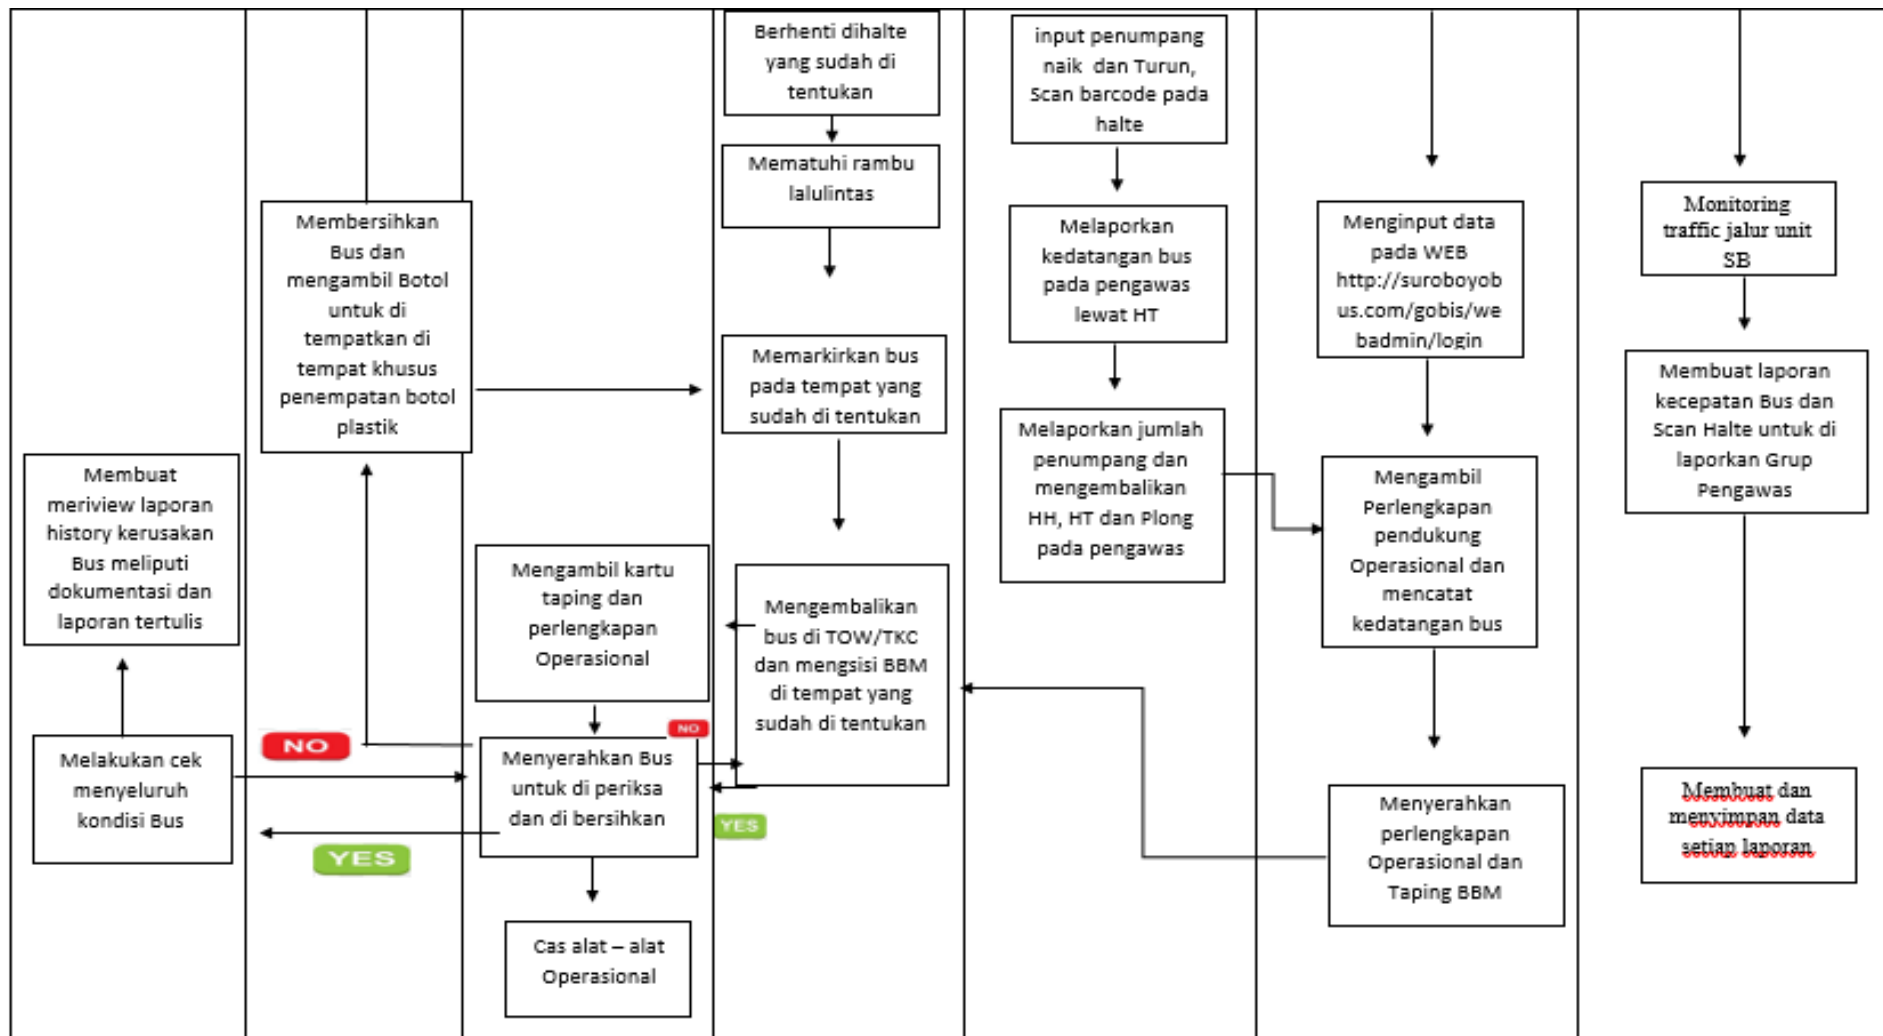 Membuat
meriview laporan
history kerusakan
Bus meliputi
dokumentasi dan
laporan tertulis
Melakukan cek
menyeluruh
kondisi Bus
Membersihkan
Bus dan
mengambil Botol
untuk di
tempatkan di
tempat khusus
penempatan botol
plastik
NO
YES
Mengambil kartu
taping dan
perlengkapan
Operasional
NO
Menyerahkan Bus
untuk di periksa
dan di bersihkan
Cas alat – alat
Operasional
Berhenti dihalte
yang sudah di
tentukan
Mematuhi rambu
lalulintas
Memarkirkan bus
pada tempat yang
sudah di tentukan
Mengembalikan
bus di TOW/TKC
dan mengsisi BBM
di tempat yang
sudah di tentukan
YES
input penumpang
naik dan Turun,
Scan barcode pada
halte
Melaporkan
kedatangan bus
pada pengawas
lewat HT
Melaporkan jumlah
penumpang dan
mengembalikan
HH, HT dan Plong
pada pengawas
Menginput data
pada WEB
http://suroboyob
us.com/gobis/we
badmin/login
Mengambil
Perlengkapan
pendukung
Operasional dan
mencatat
kedatangan bus
Menyerahkan
perlengkapan
Operasional dan
Taping BBM
Monitoring
traffic jalur unit
SB
Membuat laporan
kecepatan Bus dan
Scan Halte untuk di
laporkan Grup
Pengawas
Membuat dan
menyimpan data
setiap laporan